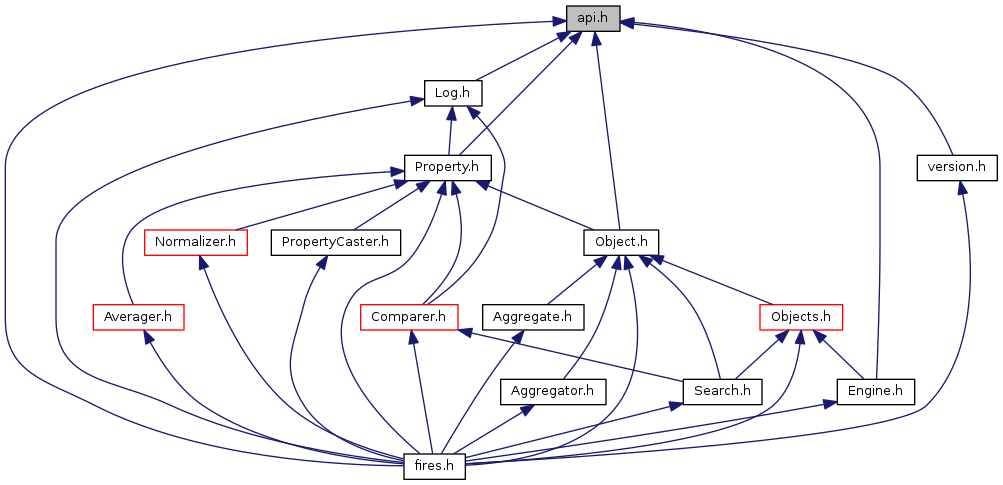 api.h
Log.h
Property.h
version.h
Normalizer.h
PropertyCaster.h
Object.h
Averager.h
Comparer.h
Aggregate.h
Objects.h
Aggregator.h
Search.h
Engine.h
fires.h